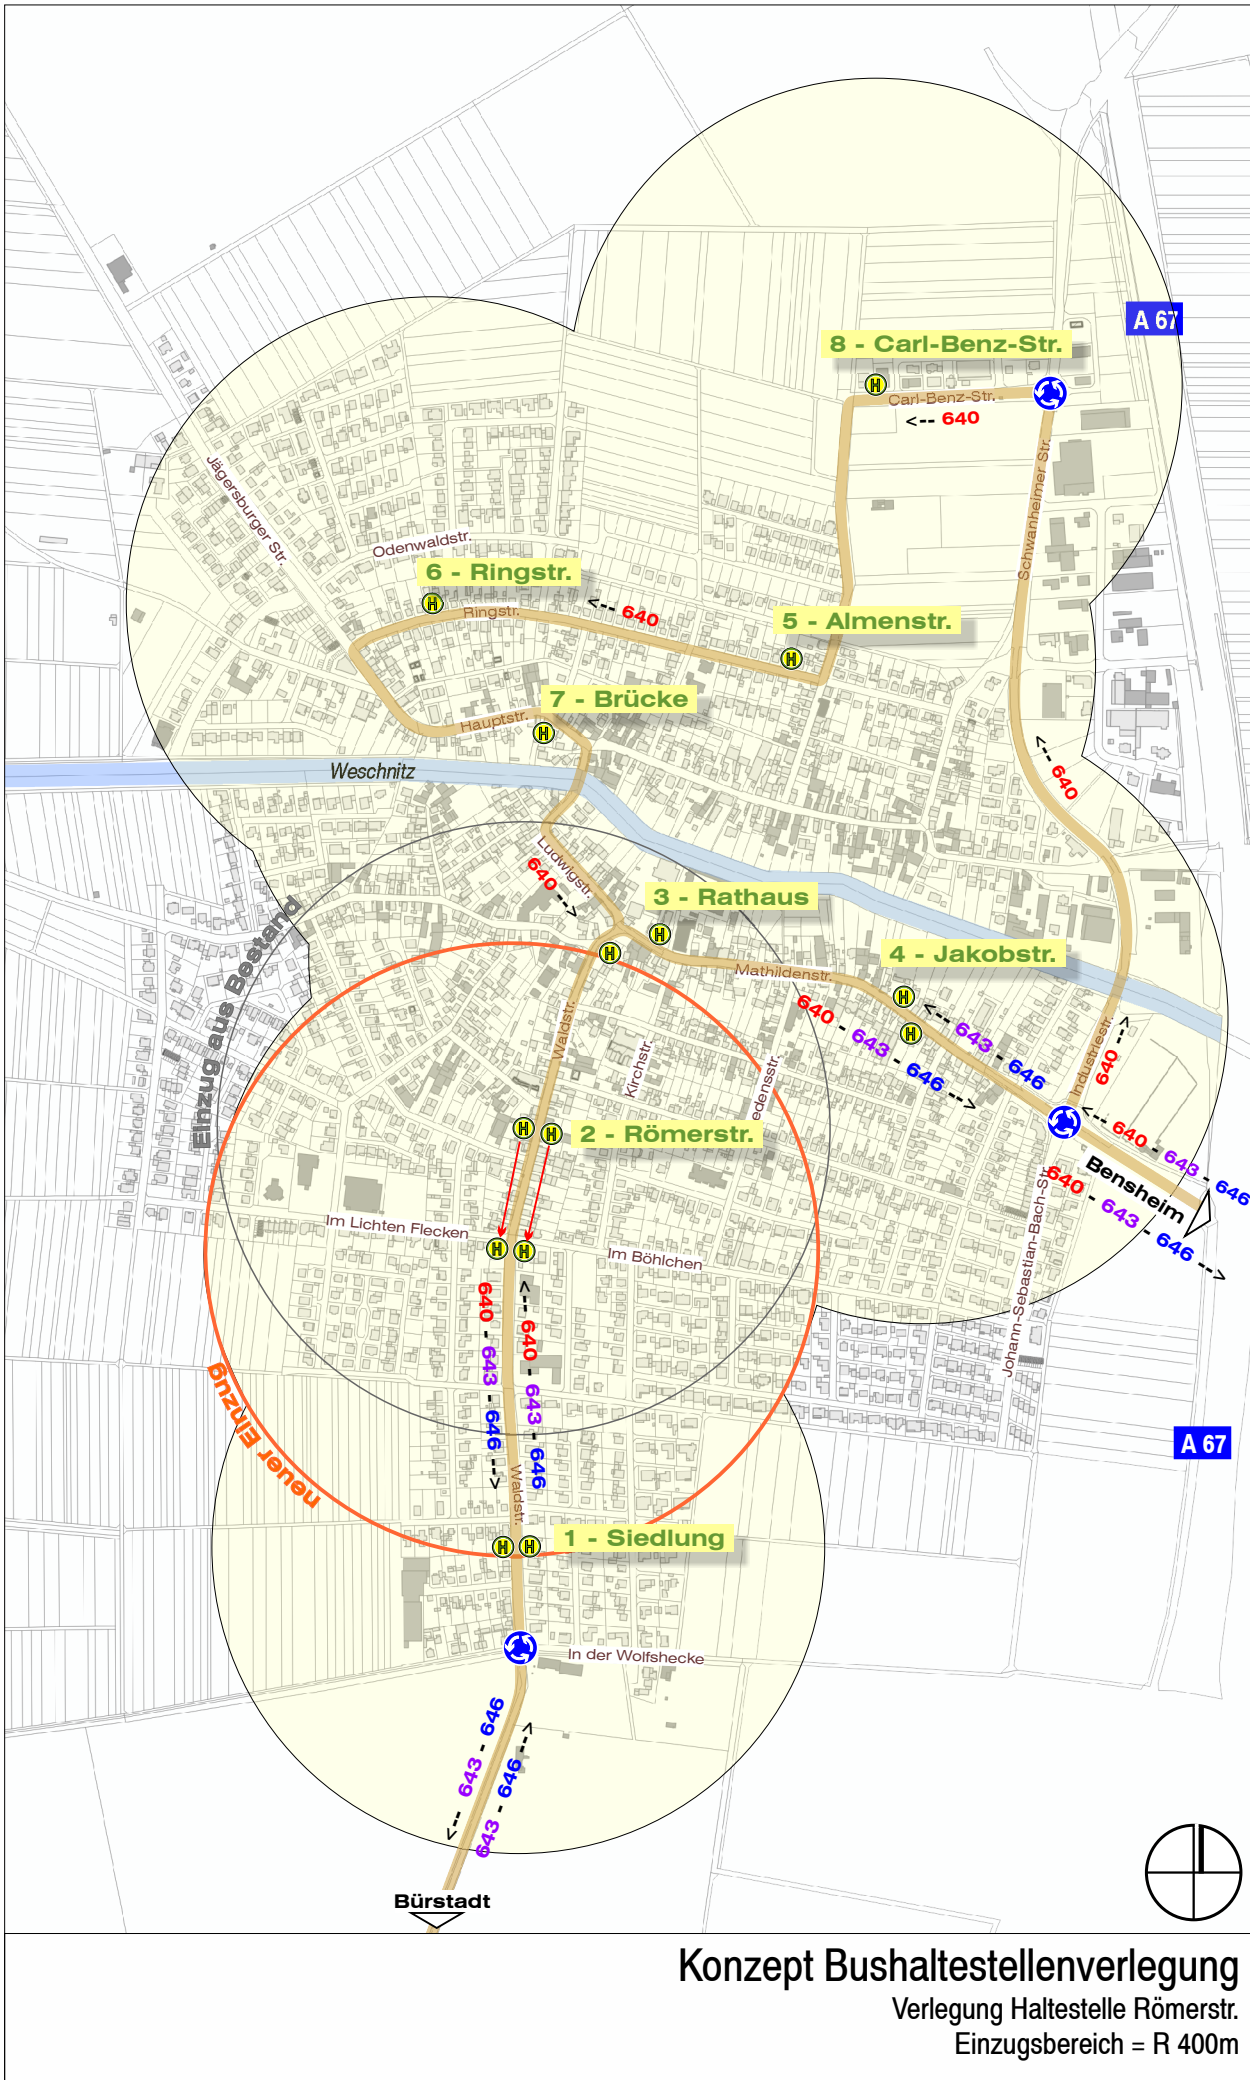 A 67
8 - Carl-Benz-Str.
H
Carl-Benz-Str.
<-- 640
Schwanheimer Str.
Jägersburger Str.
Odenwaldstr.
6 - Ringstr.
H
Ringstr.
<-- 640
5 - Almenstr.
H
7 - Brücke
Hauptstr.
H
Weschnitz
<-- 640
Ludwigstr.
640 -->
3 - Rathaus
H
H
4 - Jakobstr.
Mathildenstr.
H
H
640 - 643 - 646 -->
<-- 643 - 646
Industriestr.
640 -->
Einzug aus Bestand
Waldstr.
Kirchstr.
edensstr.
H
H
2 - Römerstr.
<-- 640 - 643 - 646
Bensheim
640 - 643 - 646 -->
Johann-Sebastian-Bach-Str.
Im Lichten Flecken
H
H
Im Böhlchen
640 - 643 - 646 -->
<-- 640 - 643 - 646
neuer Einzug
A 67
Waldstr.
H
H
1 - Siedlung
In der Wolfshecke
<-- 643 - 646
643 - 646 -->
Bürstadt
Konzept Bushaltestellenverlegung
Verlegung Haltestelle Römerstr.
Einzugsbereich = R 400m